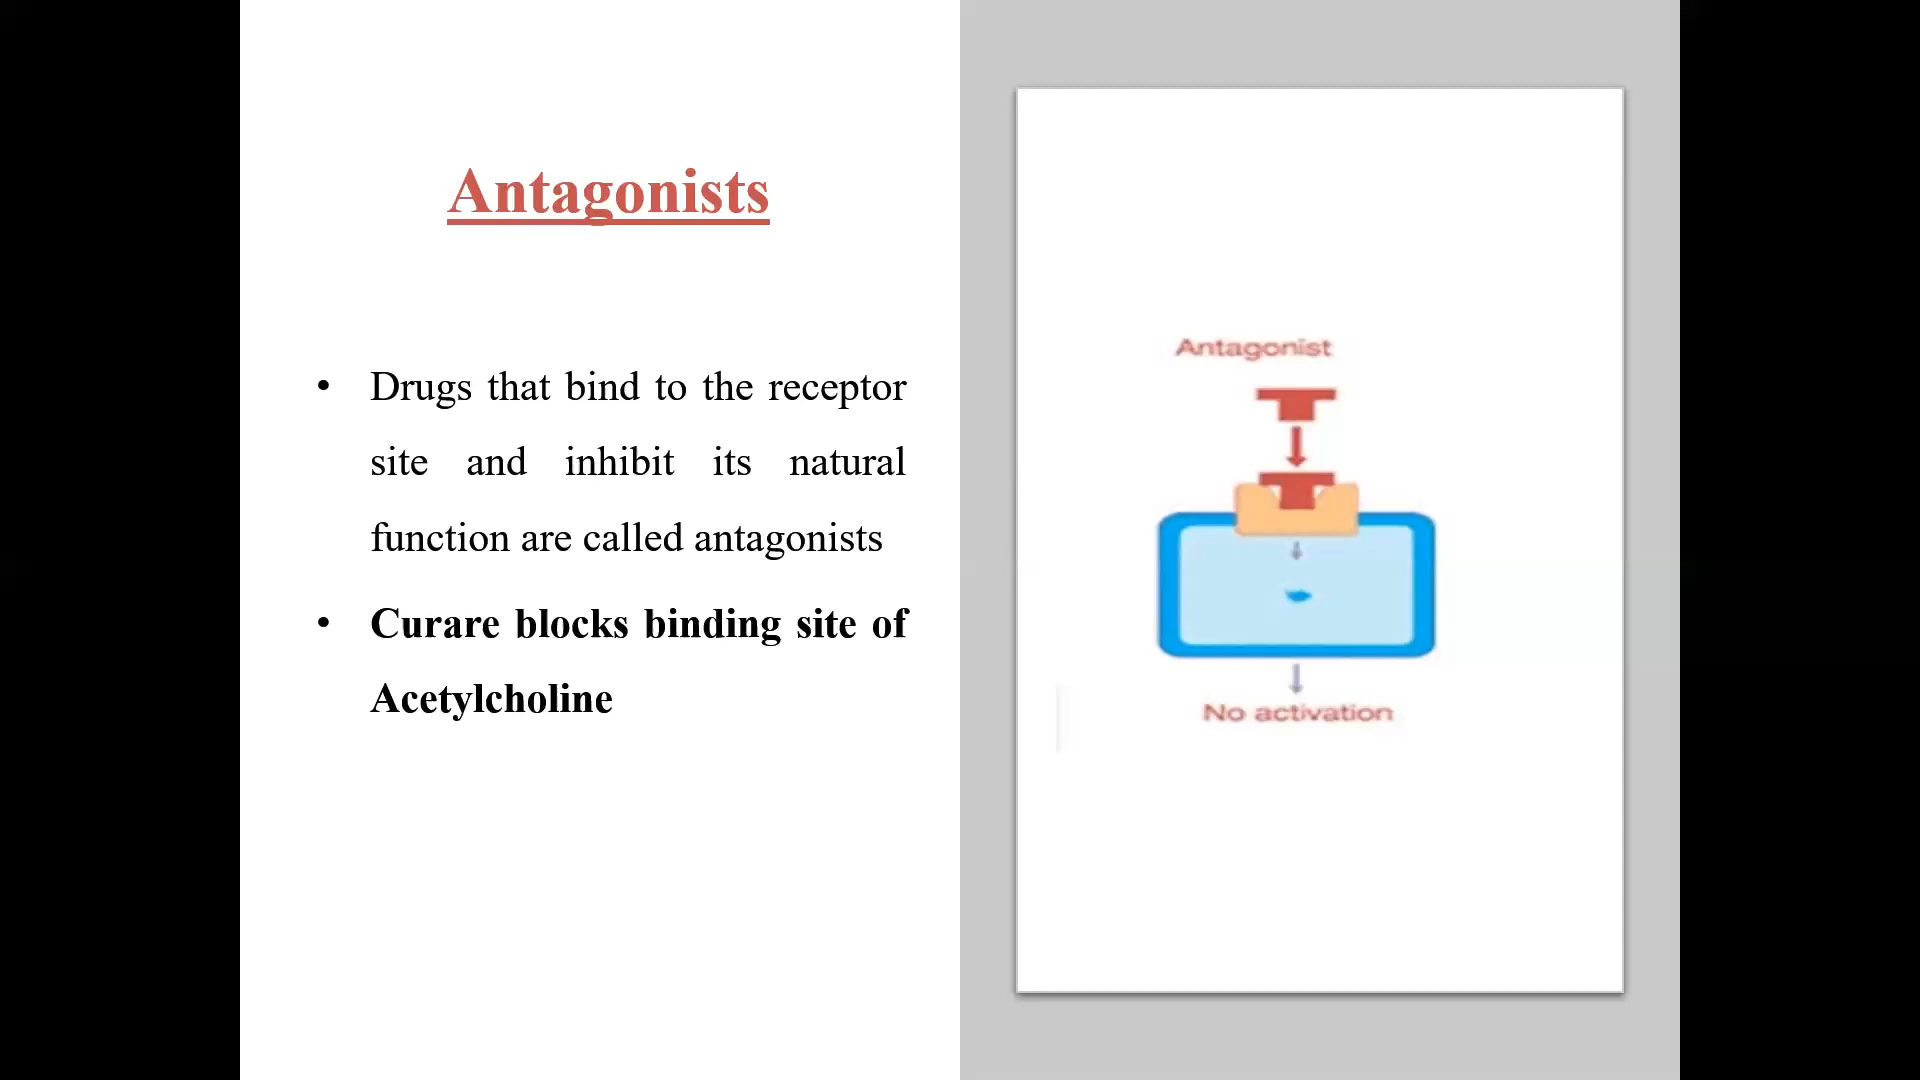 Antagonists
• Drugs that bind to the receptor
site and inhibit its natural
function are called antagonists
• Curare blocks binding site of
Acetylcholine
Antagonist
No activation